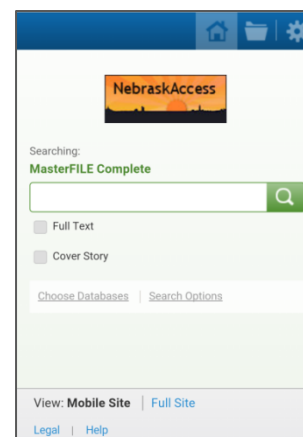 NebraskAccess
Searching:
MasterFILE Complete
Full Text
Cover Story
Choose Databases | Search Options
View: Mobile Site | Full Site
Legal | Help